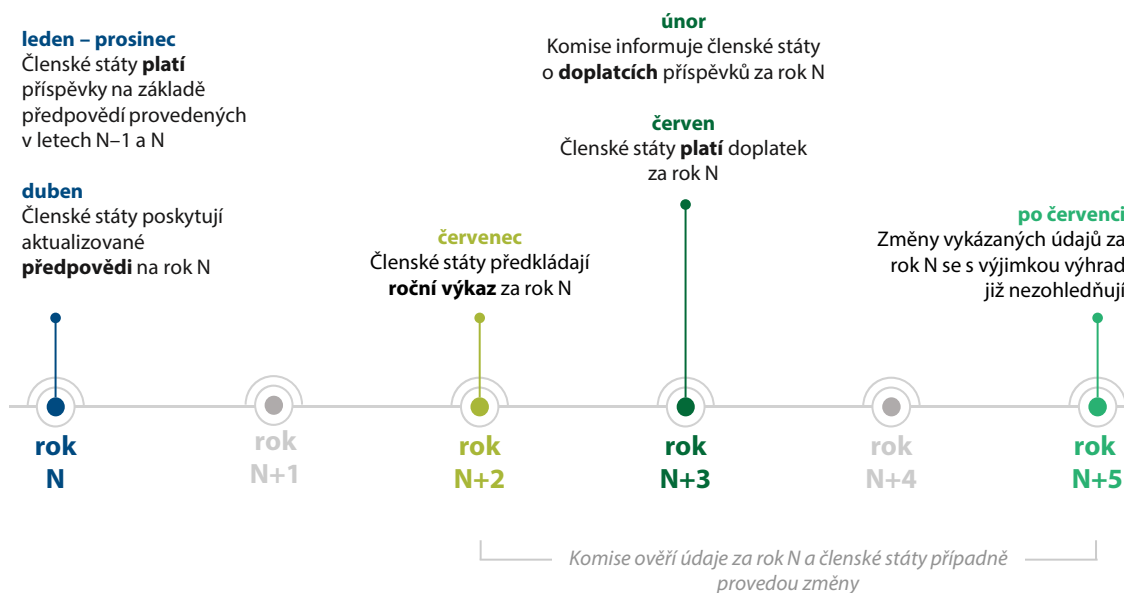 leden – prosinec
Členské státy platí
příspěvky na základě
předpovědí provedených
v letech N–1 a N
duben
Členské státy poskytují
aktualizované
předpovědi na rok N
červenec
Členské státy předkládají
roční výkaz za rok N
únor
Komise informuje členské státy
o doplatcích příspěvků za rok N
červen
Členské státy platí doplatek
za rok N
po červenci
Změny vykázaných údajů za
rok N se s výjimkou výhrad
již nezohledňují
rok
N
rok
N+1
rok
N+2
rok
N+3
rok
N+4
rok
N+5
Komise ověří údaje za rok N a členské státy případně
provedou změny